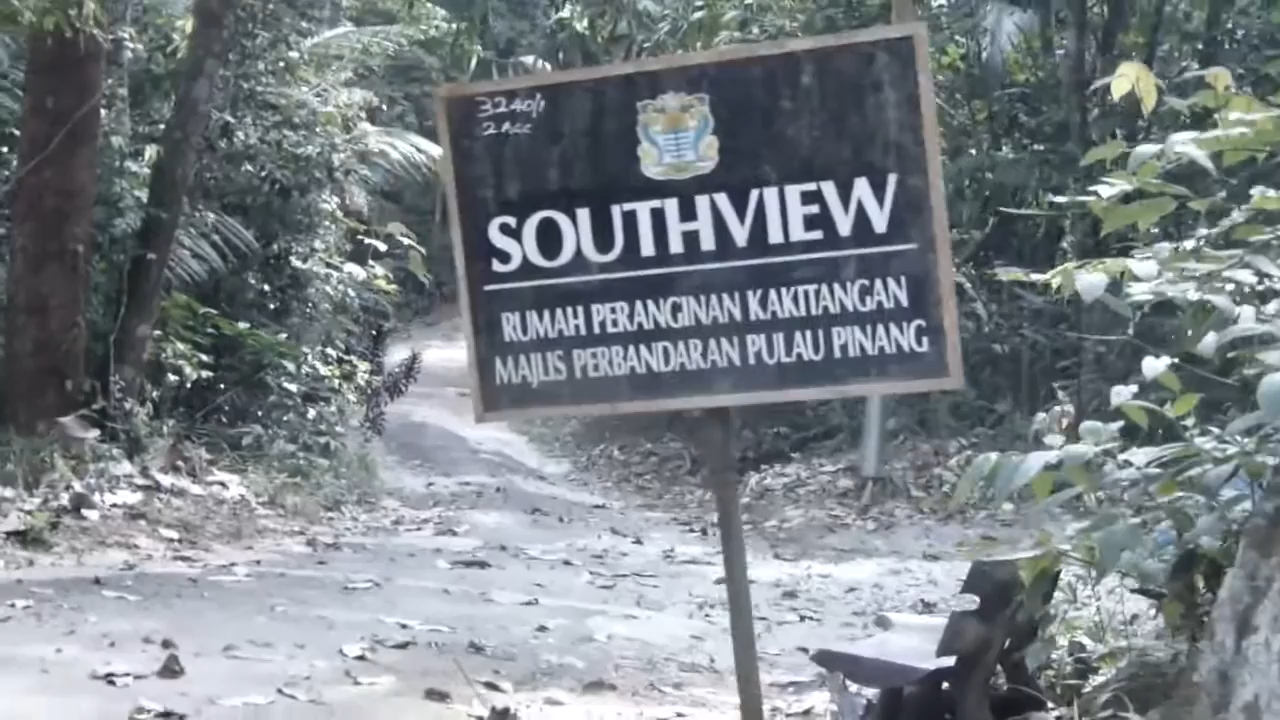 3240/1
2 Acc
SOUTHVIEW
RUMAH PERANGINAN KAKITANGAN
MAJLIS PERBANDARAN PULAU PINANG